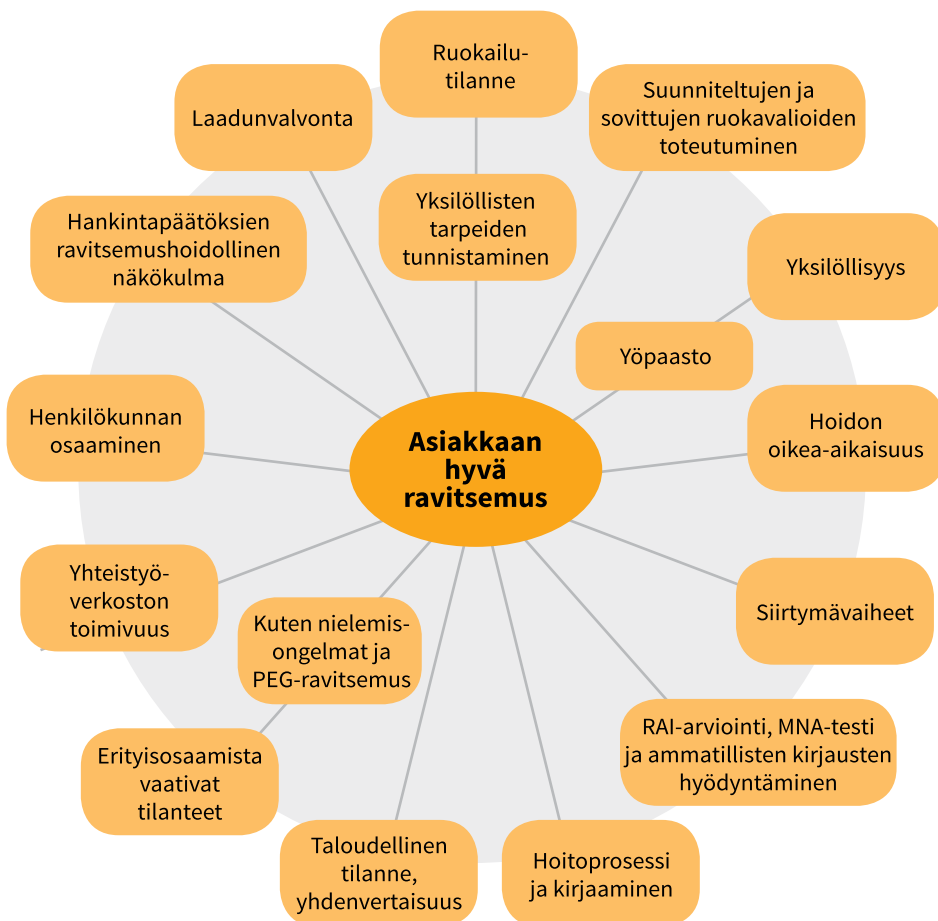 Ruokailu-
tilanne
Suunniteltujen ja
sovittujen ruokavalioiden
toteutuminen
Laadunvalvonta
Yksilöllisten
tarpeiden
tunnistaminen
Hankintapäätöksien
ravitsemushoidollinen
näkökulma
Yksilöllisyys
Yöpaasto
Henkilökunnan
osaaminen
Asiakkaan
hyvä
ravitsemus
Hoidon
oikea-aikaisuus
Yhteistyö-
verkoston
toimivuus
Kuten nielemis-
ongelmat ja
PEG-ravitsemus
Siirtymävaiheet
RAI-arviointi, MNA-testi
ja ammatillisten kirjausten
hyödyntäminen
Erityisosaamista
vaativat
tilanteet
Taloudellinen
tilanne,
yhdenvertaisuus
Hoitoprosessi
ja kirjaaminen